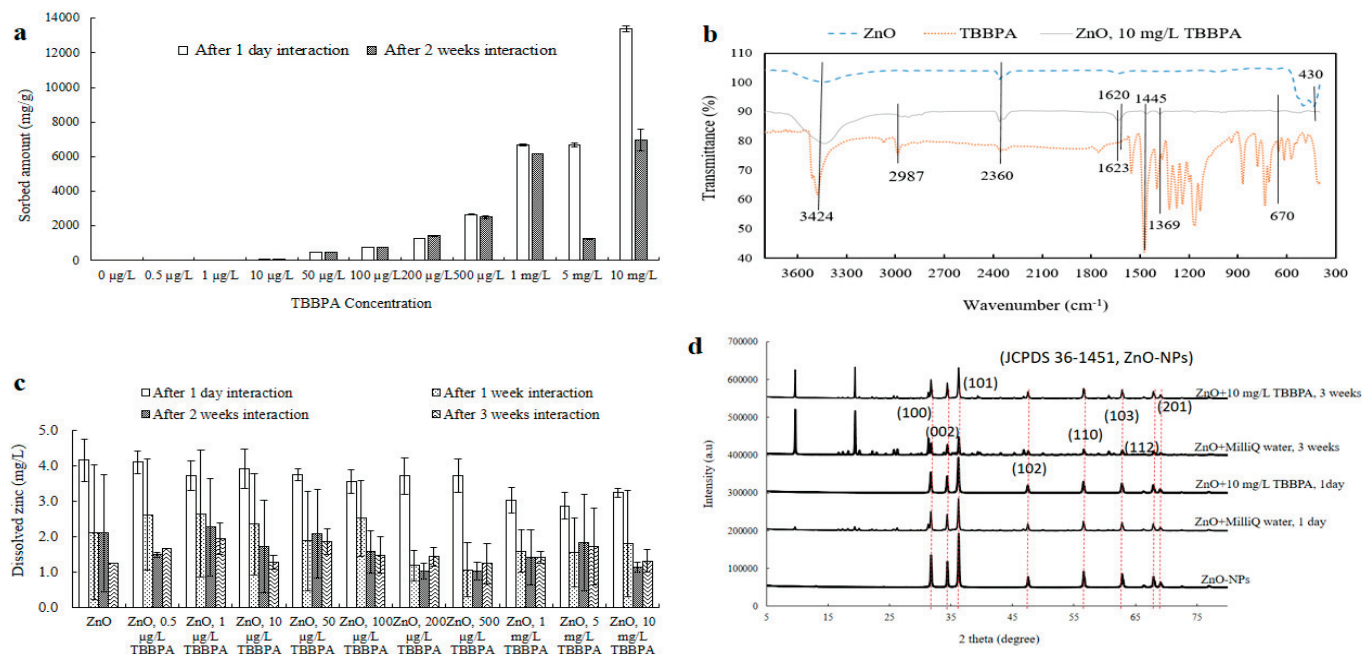 a
14000
12000
10000
8000
6000
4000
2000
0
Sorbed amount (mg/g)
After 1 day interaction
After 2 weeks interaction
0 µg/L 0.5 µg/L 1 µg/L 10 µg/L 50 µg/L 100 µg/L 200 µg/L 500 µg/L 1 mg/L 5 mg/L 10 mg/L
TBBPA Concentration
b
ZnO TBBPA ZnO, 10 mg/L TBBPA
110
100
90
80
70
60
50
40
Transmittance (%)
430
1620 1445
2987 2360 1623
3424 1369 670
3600 3300 3000 2700 2400 2100 1800 1500 1200 900 600 300
Wavenumber (cm⁻¹)
c
After 1 day interaction
After 1 week interaction
After 2 weeks interaction
After 3 weeks interaction
5.0
4.0
3.0
2.0
1.0
0.0
Dissolved zinc (mg/L)
ZnO
ZnO, 0.5 µg/L TBBPA
ZnO, 1 µg/L TBBPA
ZnO, 10 µg/L TBBPA
ZnO, 50 µg/L TBBPA
ZnO, 100 µg/L TBBPA
ZnO, 200 µg/L TBBPA
ZnO, 500 µg/L TBBPA
ZnO, 1 mg/L TBBPA
ZnO, 5 mg/L TBBPA
ZnO, 10 mg/L TBBPA
d
700000
600000
500000
400000
300000
200000
100000
0
Intensity (a.u)
(JCPDS 36-1451, ZnO-NPs)
(101)
ZnO+10 mg/L TBBPA, 3 weeks
(100) (103) (201)
(002) (110) (112)
ZnO+MilliQ water, 3 weeks
(102)
ZnO+10 mg/L TBBPA, 1day
ZnO+MilliQ water, 1 day
ZnO-NPs
5 15 25 35 45 55 65 75
2 theta (degree)